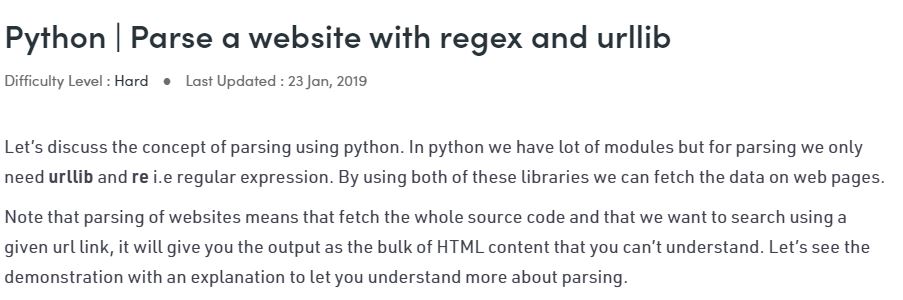 Python | Parse a website with regex and urllib
Difficulty Level : Hard ● Last Updated : 23 Jan, 2019
Let’s discuss the concept of parsing using python. In python we have lot of modules but for parsing we only
need urllib and re i.e regular expression. By using both of these libraries we can fetch the data on web pages.
Note that parsing of websites means that fetch the whole source code and that we want to search using a
given url link, it will give you the output as the bulk of HTML content that you can’t understand. Let’s see the
demonstration with an explanation to let you understand more about parsing.